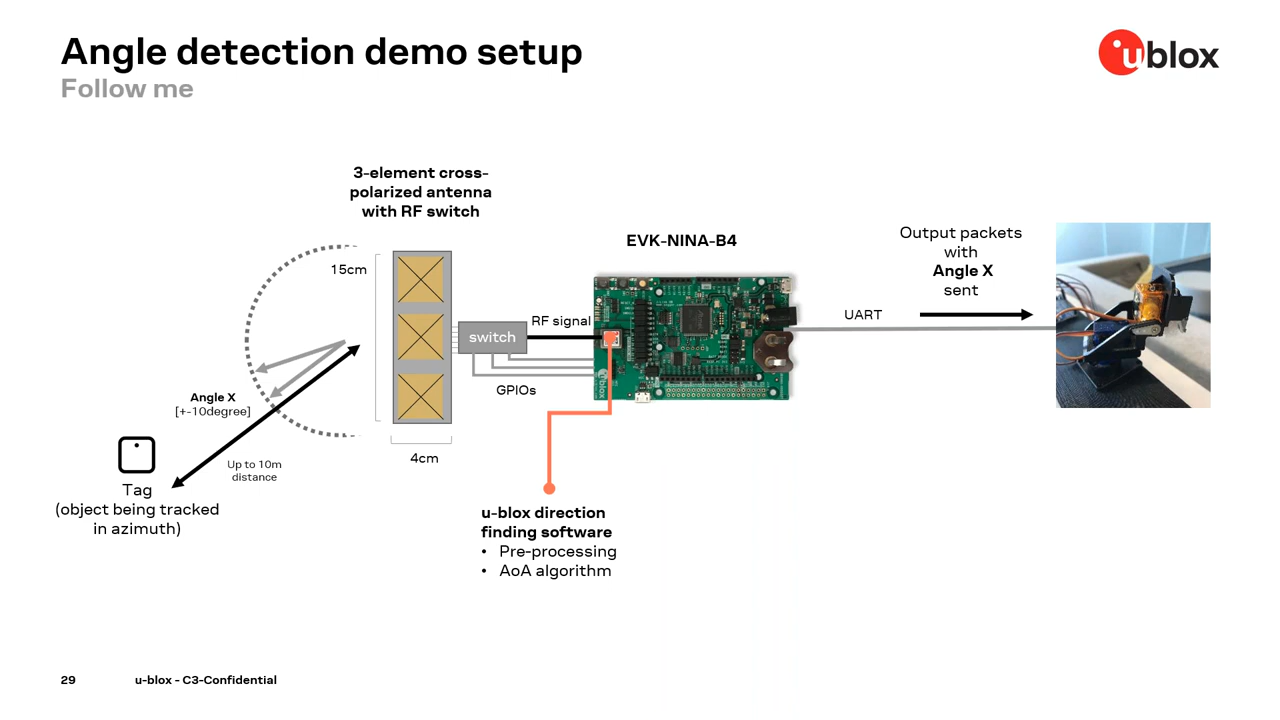 Angle detection demo setup
Follow me
ublox
3-element cross-
polarized antenna
with RF switch
15cm
switch
RF signal
GPIOs
4cm
EVK-NINA-B4
ublox
Output packets
with
Angle X
sent
UART
Angle X
[+-10degree]
Up to 10m
distance
Tag
(object being tracked
in azimuth)
u-blox direction
finding software
• Pre-processing
• AoA algorithm
29
u-blox - C3-Confidential